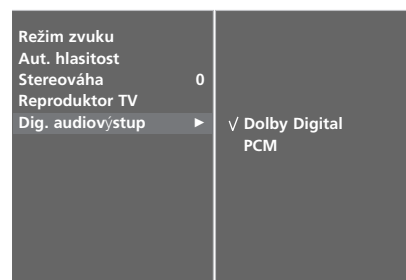 Režim zvuku
Aut. hlasitost
Stereováha 0
Reproduktor TV
Dig. audiovýstup ►
√ Dolby Digital
PCM